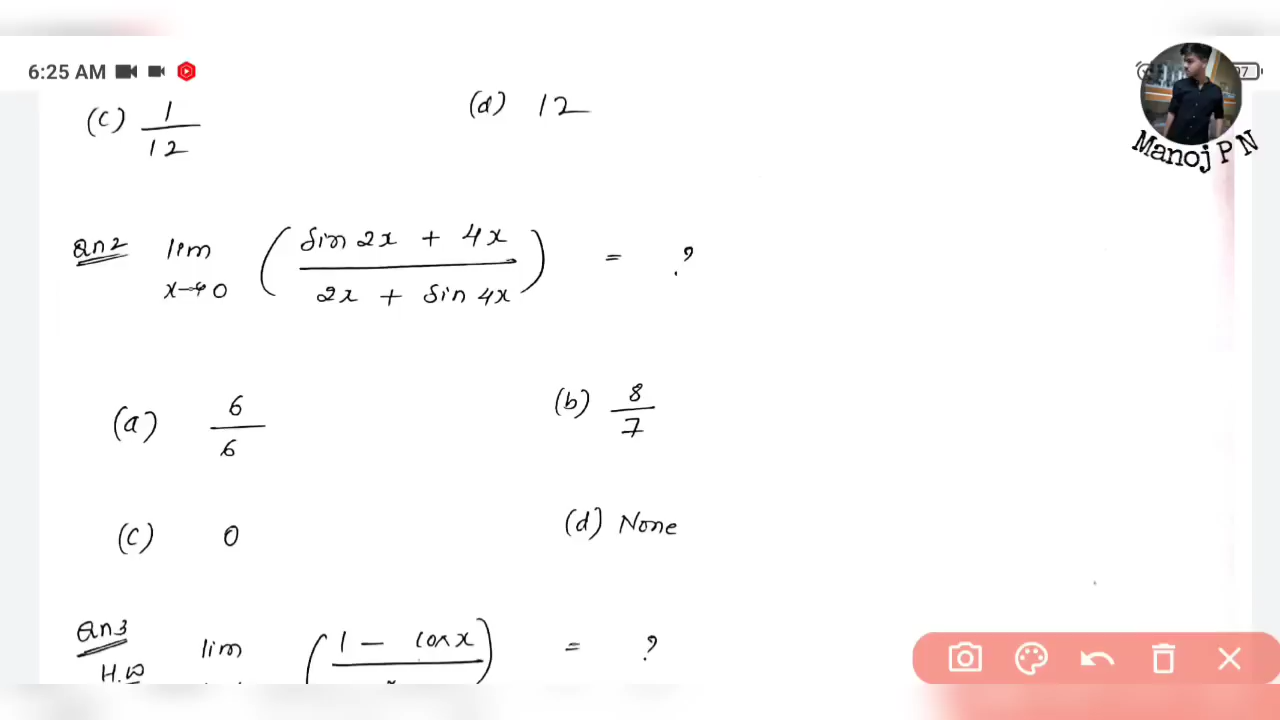 6:25 AM
97
Manoj P N
(c) 1/12 (d) 12
Qn2 lim x→0 (sin 2x + 4x / 2x + sin 4x) = ?
(a) 6/6 (b) 8/7
(c) 0 (d) None
Qn3 lim (1 - cos x) = ?
H.W